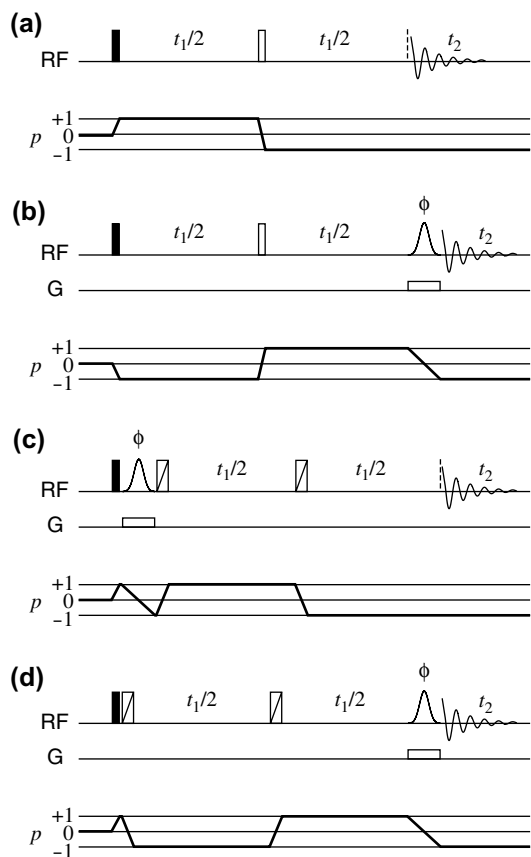 (a)
RF t1/2 t1/2 t2
+1
p 0
−1
(b)
ϕ
RF t1/2 t1/2 t2
G
+1
p 0
−1
(c)
ϕ
RF t1/2 t1/2 t2
G
+1
p 0
−1
(d)
ϕ
RF t1/2 t1/2 t2
G
+1
p 0
−1